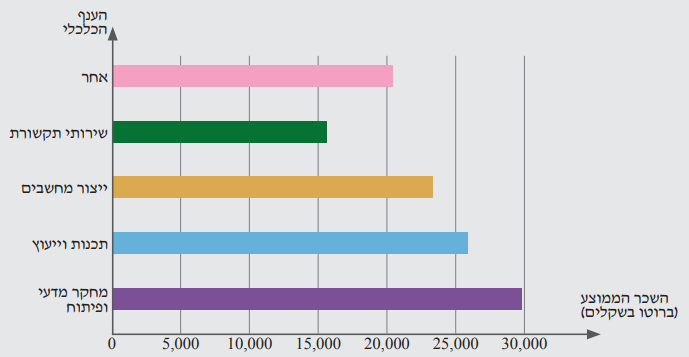 הענף
הכלכלי
אחר
שירותי תקשורת
ייצור מחשבים
תכנות וייעוץ
מחקר מדעי
ופיתוח
השכר הממוצע
(ברוטו בשקלים)
0 5,000 10,000 15,000 20,000 25,000 30,000